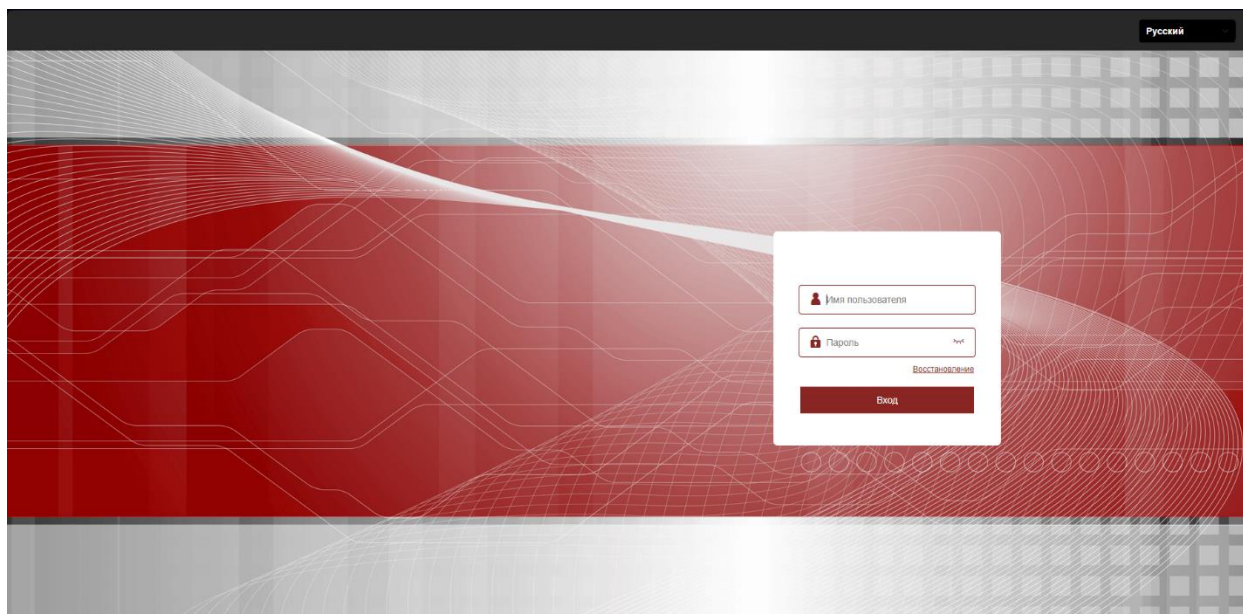 Русский
Имя пользователя
Пароль
Восстановление
Вход